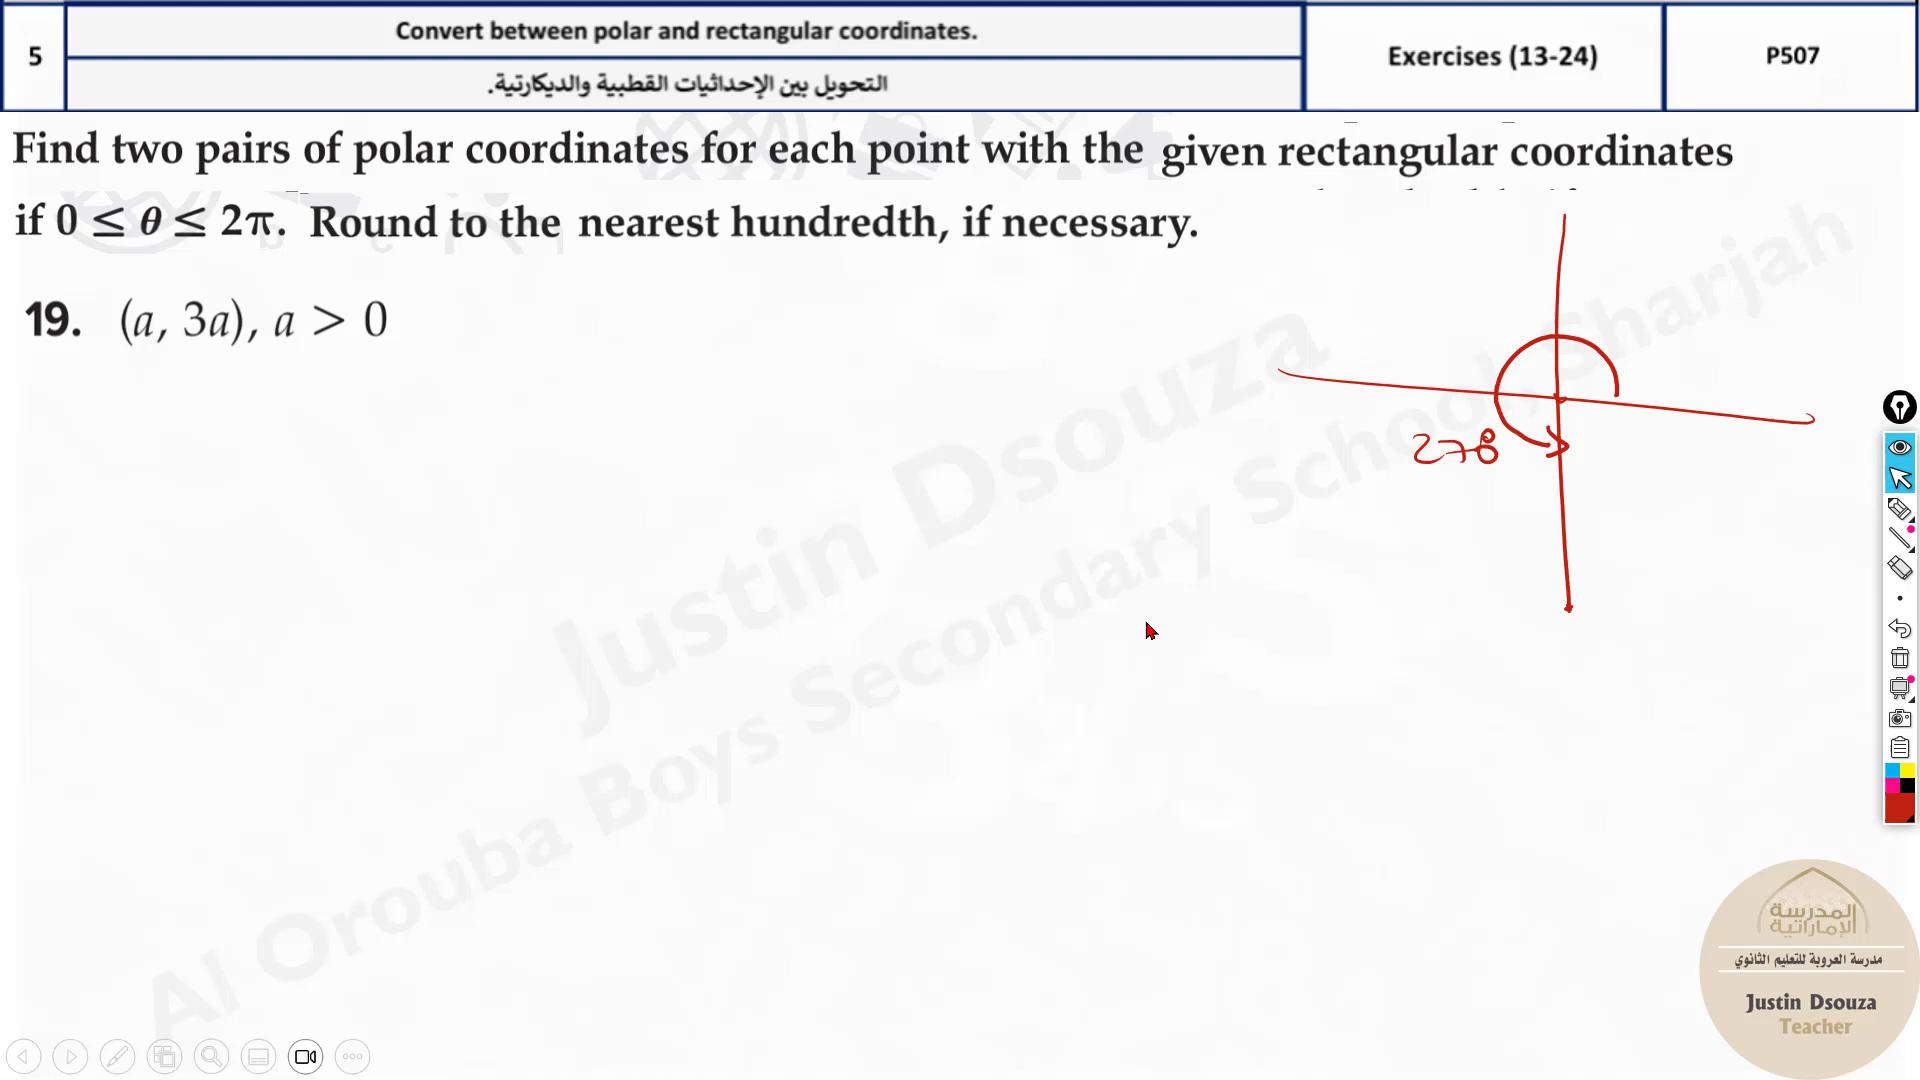 5
Convert between polar and rectangular coordinates.
التحويل بين الإحداثيات القطبية والديكارتية.
Exercises (13-24)
P507
Find two pairs of polar coordinates for each point with the given rectangular coordinates
if 0 ≤ θ ≤ 2π. Round to the nearest hundredth, if necessary.
19. (a, 3a), a > 0
270°
Justin Dsouza
Al Orouba Boys Secondary School, Sharjah
المدرسة
الإماراتية
مدرسة العروبة للتعليم الثانوي
Justin Dsouza
Teacher